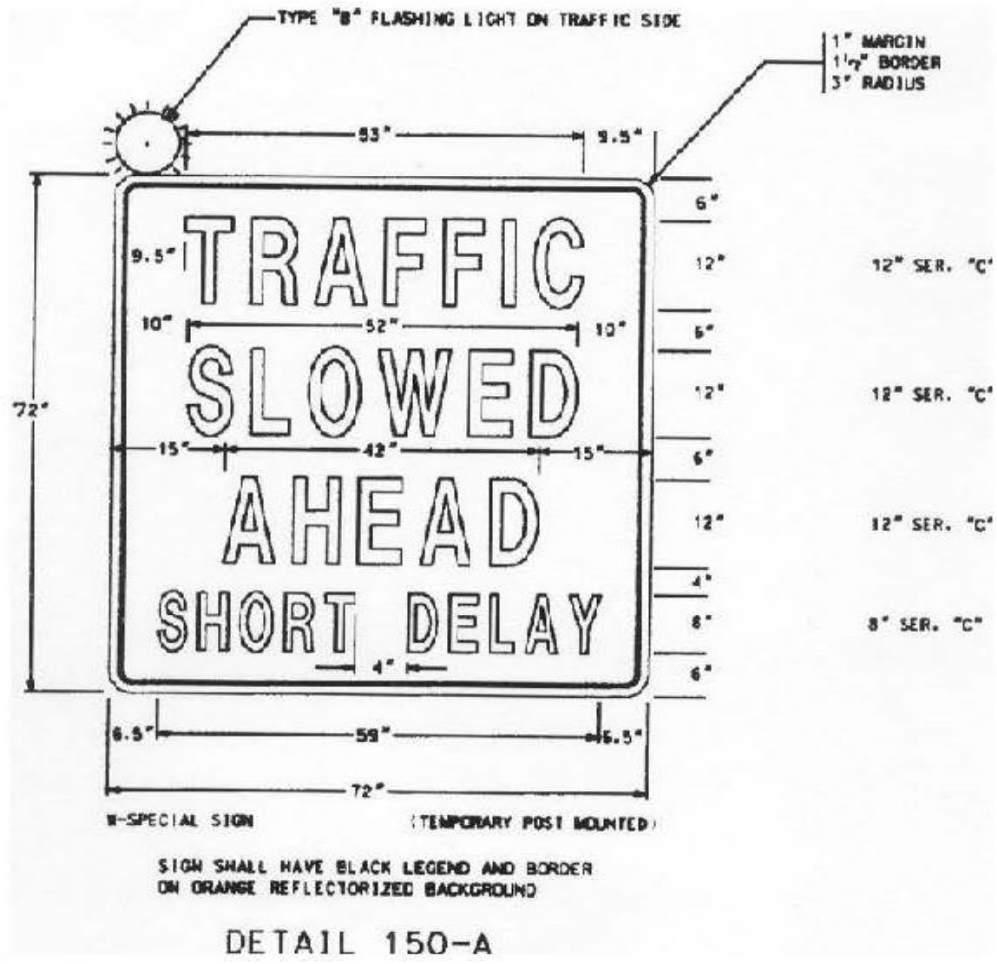 TYPE "B" FLASHING LIGHT ON TRAFFIC SIDE
1" MARGIN
1½" BORDER
3" RADIUS
53" 9.5"
6"
TRAFFIC
9.5" 12" 12" SER. "C"
10" 52" 10" 6"
SLOWED
72" 12" 12" SER. "C"
15" 42" 15" 6"
AHEAD
12" 12" SER. "C"
4"
SHORT DELAY
8" 8" SER. "C"
4" 6"
6.5" 59" 6.5"
72"
W-SPECIAL SIGN (TEMPORARY POST MOUNTED)
SIGN SHALL HAVE BLACK LEGEND AND BORDER
ON ORANGE REFLECTORIZED BACKGROUND
DETAIL 150-A